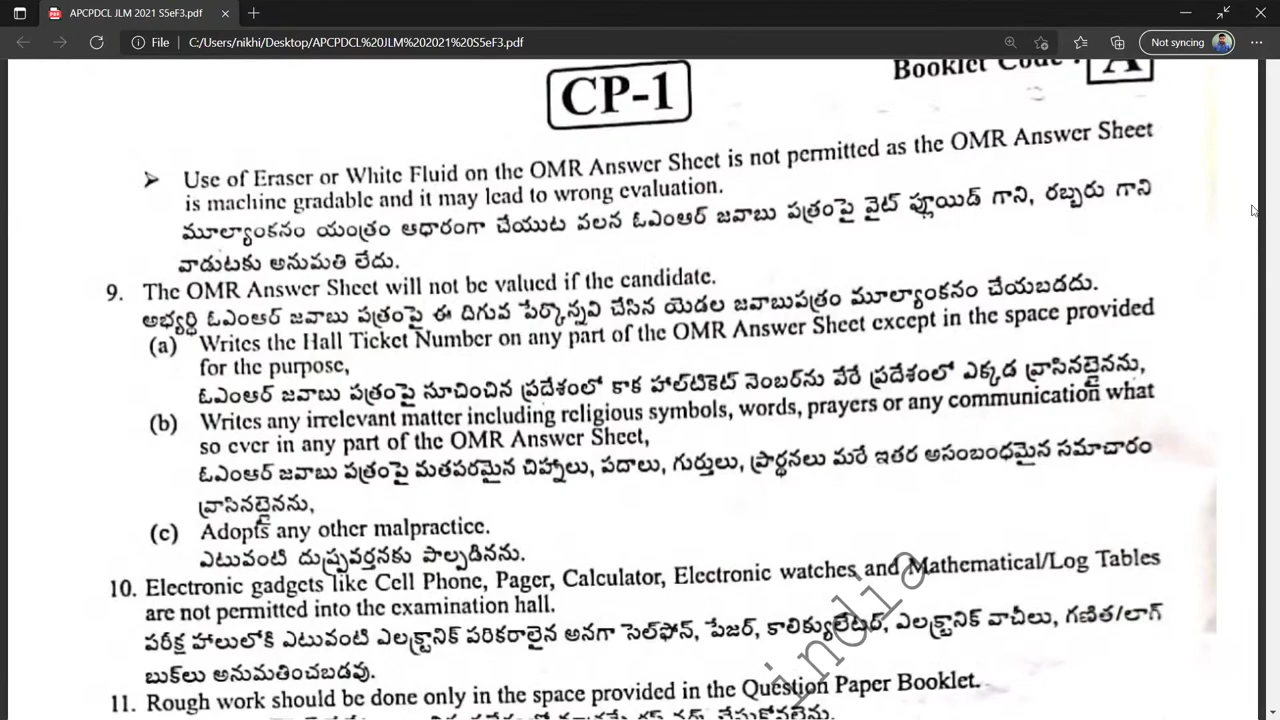 APCPDCL JLM 2021 S5eF3.pdf
File C:/Users/nikhi/Desktop/APCPDCL%20JLM%202021%20S5eF3.pdf Not syncing
Booklet Code : A
CP-1
➤ Use of Eraser or White Fluid on the OMR Answer Sheet is not permitted as the OMR Answer Sheet
is machine gradable and it may lead to wrong evaluation.
మూల్యాంకనం యంత్రం ఆధారంగా చేయుట వలన ఓఎంఆర్ జవాబు పత్రంపై వైట్ ఫ్లూయిడ్ గాని, రబ్బరు గాని
వాడుటకు అనుమతి లేదు.
9. The OMR Answer Sheet will not be valued if the candidate.
అభ్యర్థి ఓఎంఆర్ జవాబు పత్రంపై ఈ దిగువ పేర్కొన్నవి చేసిన యెడల జవాబుపత్రం మూల్యాంకనం చేయబడదు.
(a) Writes the Hall Ticket Number on any part of the OMR Answer Sheet except in the space provided
for the purpose,
ఓఎంఆర్ జవాబు పత్రంపై సూచించిన ప్రదేశంలో కాక హాల్‌టికెట్ నెంబర్‌ను వేరే ప్రదేశంలో ఎక్కడ వ్రాసినట్లైనను,
(b) Writes any irrelevant matter including religious symbols, words, prayers or any communication what
so ever in any part of the OMR Answer Sheet,
ఓఎంఆర్ జవాబు పత్రంపై మతపరమైన చిహ్నాలు, పదాలు, గుర్తులు, ప్రార్థనలు మరే ఇతర అసంబంధమైన సమాచారం
వ్రాసినట్లైనను,
(c) Adopts any other malpractice.
ఎటువంటి దుష్ప్రవర్తనకు పాల్పడినను.
10. Electronic gadgets like Cell Phone, Pager, Calculator, Electronic watches and Mathematical/Log Tables
are not permitted into the examination hall.
పరీక్ష హాలులోకి ఎటువంటి ఎలక్ట్రానిక్ పరికరాలైన అనగా సెల్‌ఫోన్, పేజర్, కాలిక్యులేటర్, ఎలక్ట్రానిక్ వాచీలు, గణిత/లాగ్
బుక్‌లు అనుమతించబడవు.
india
11. Rough work should be done only in the space provided in the Question Paper Booklet.